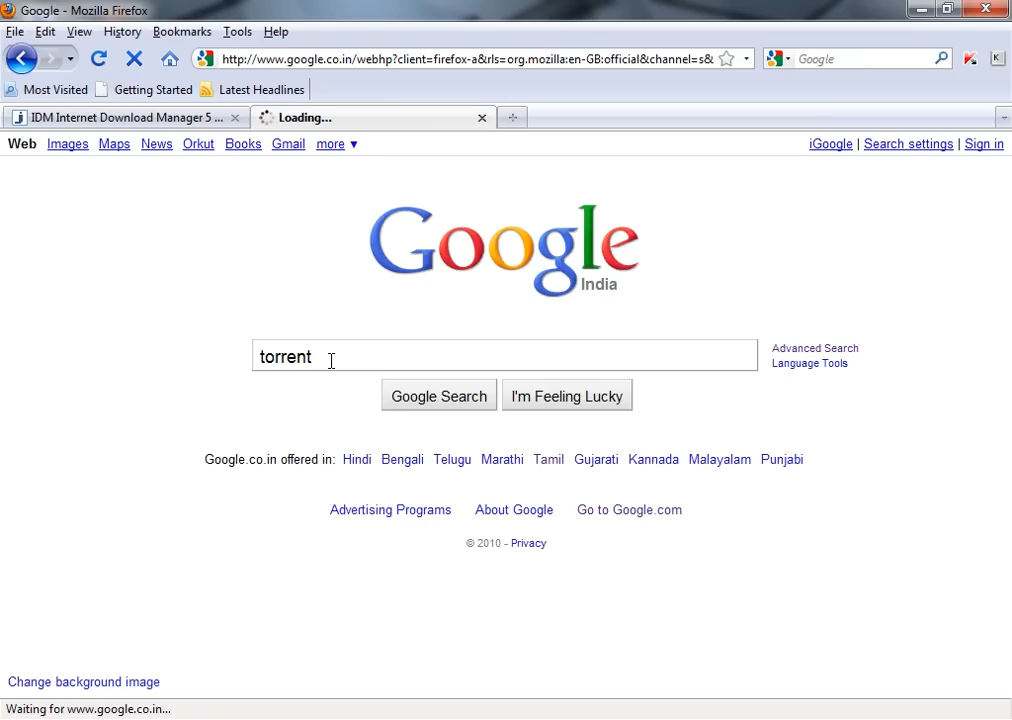 Google - Mozilla Firefox
File Edit View History Bookmarks Tools Help
http://www.google.co.in/webhp?client=firefox-a&rls=org.mozilla:en-GB:official&channel=s& Google K
Most Visited Getting Started Latest Headlines
IDM Internet Download Manager 5 ... Loading...
Web Images Maps News Orkut Books Gmail more ▼ iGoogle | Search settings | Sign in
Google
India
torrent
Advanced Search
Language Tools
Google Search I'm Feeling Lucky
Google.co.in offered in: Hindi Bengali Telugu Marathi Tamil Gujarati Kannada Malayalam Punjabi
Advertising Programs About Google Go to Google.com
© 2010 - Privacy
Change background image
Waiting for www.google.co.in...